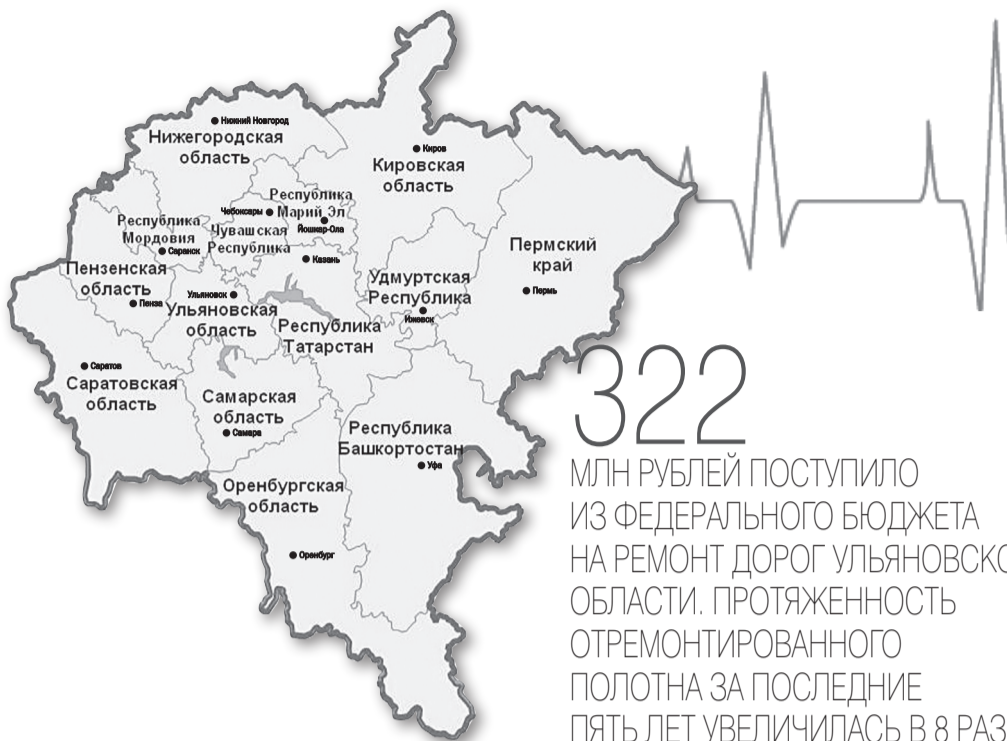 Нижний Новгород
Нижегородская
область
Киров
Кировская
область
Республика
Марий Эл
Йошкар-Ола
Чебоксары
Чувашская
Республика
Республика
Мордовия
Саранск
Казань
Пермский
край
Пермь
Пензенская
область
Пенза
Удмуртская
Республика
Ижевск
Ульяновск
Ульяновская
область
Республика
Татарстан
Саратов
Саратовская
область
Самарская
область
Самара
Республика
Башкортостан
Уфа
Оренбургская
область
Оренбург
322
МЛН РУБЛЕЙ ПОСТУПИЛО
ИЗ ФЕДЕРАЛЬНОГО БЮДЖЕТА
НА РЕМОНТ ДОРОГ УЛЬЯНОВСКО
ОБЛАСТИ. ПРОТЯЖЕННОСТЬ
ОТРЕМОНТИРОВАННОГО
ПОЛОТНА ЗА ПОСЛЕДНИЕ
ПЯТЬ ЛЕТ УВЕЛИЧИЛАСЬ В 8 РАЗ